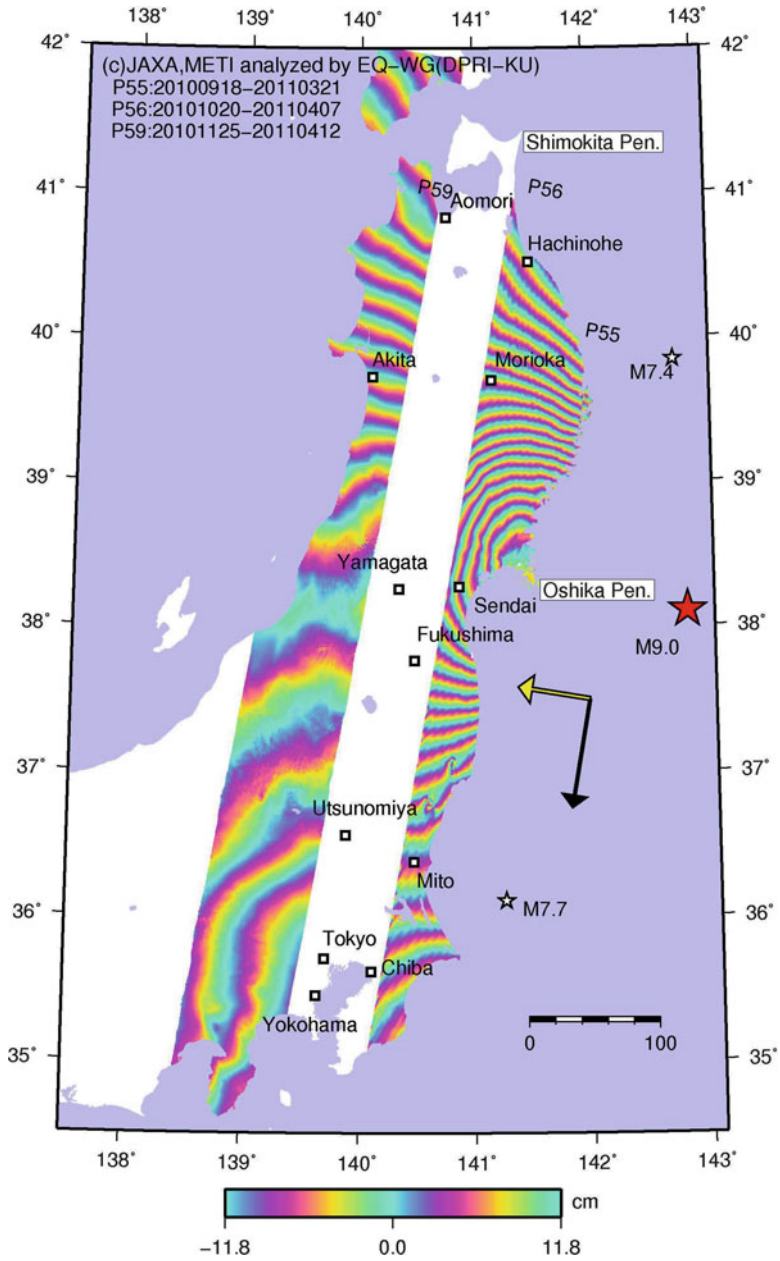 138˚ 139˚ 140˚ 141˚ 142˚ 143˚
42˚ 42˚
(c)JAXA,METI analyzed by EQ−WG(DPRI−KU)
P55:20100918−20110321
P56:20101020−20110407
P59:20101125−20110412
Shimokita Pen.
41˚ P59 P56 41˚
Aomori
Hachinohe
40˚ P55 40˚
Akita Morioka M7.4
39˚ 39˚
Yamagata
Sendai Oshika Pen.
38˚ 38˚
Fukushima M9.0
37˚ 37˚
Utsunomiya
Mito
36˚ M7.7 36˚
Tokyo
Chiba
Yokohama
0 100
35˚ 35˚
138˚ 139˚ 140˚ 141˚ 142˚ 143˚
cm
−11.8 0.0 11.8